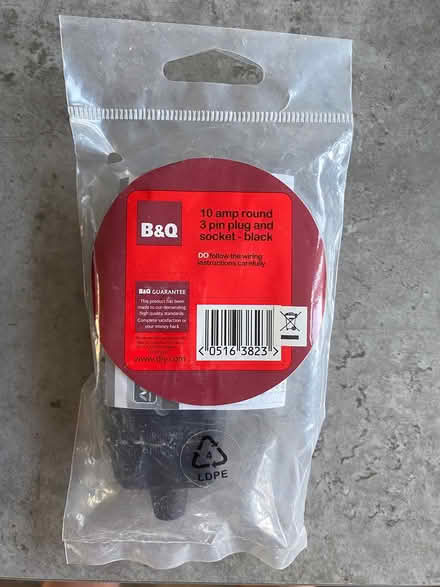 B&Q
10 amp round
3 pin plug and
socket - black
DO follow the wiring
instructions carefully
B&Q GUARANTEE
This product has been
made to our demanding
high quality standards.
Complete satisfaction or
your money back
<0516 3823>
www.diy.com
4
LDPE